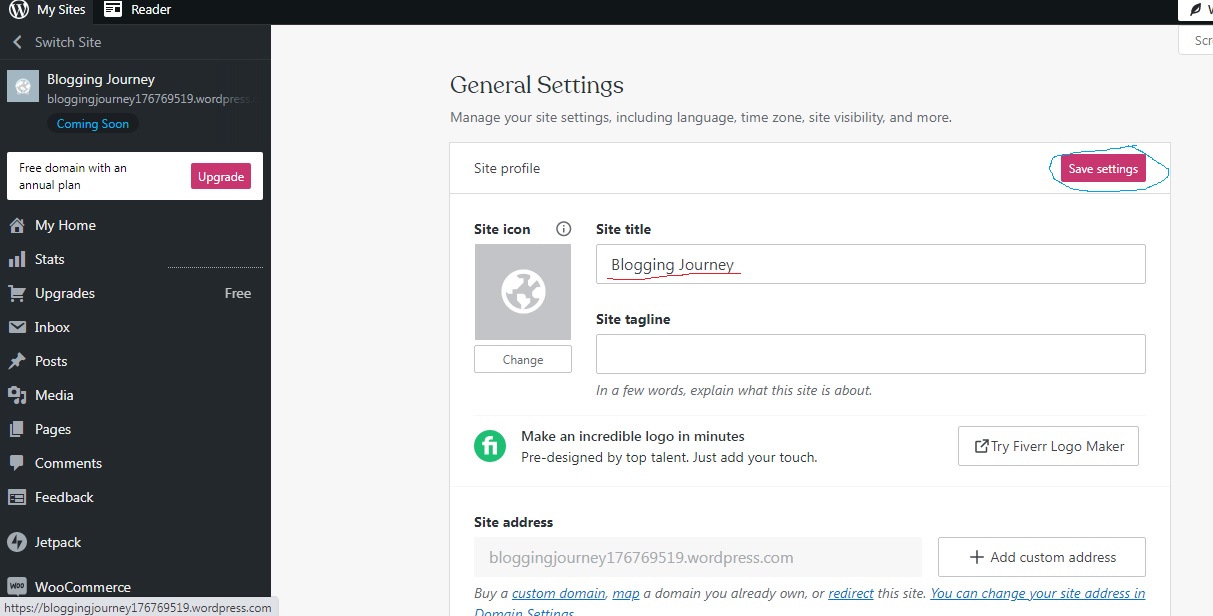 My Sites
Reader
Switch Site
Blogging Journey
bloggingjourney176769519.wordpress.
Coming Soon
Free domain with an
annual plan
Upgrade
My Home
Stats
Upgrades
Free
Inbox
Posts
Media
Pages
Comments
Feedback
Jetpack
WOO
WooCommerce
https://bloggingjourney176769519.wordpress.com
Scr
General Settings
Manage your site settings, including language, time zone, site visibility, and more.
Site profile
Save settings
Site icon
Site title
Blogging Journey
Change
Site tagline
In a few words, explain what this site is about.
fi
Make an incredible logo in minutes
Pre-designed by top talent. Just add your touch.
Try Fiverr Logo Maker
Site address
bloggingjourney176769519.wordpress.com
Add custom address
Buy a custom domain, map a domain you already own, or redirect this site. You can change your site address in
Domain Settings